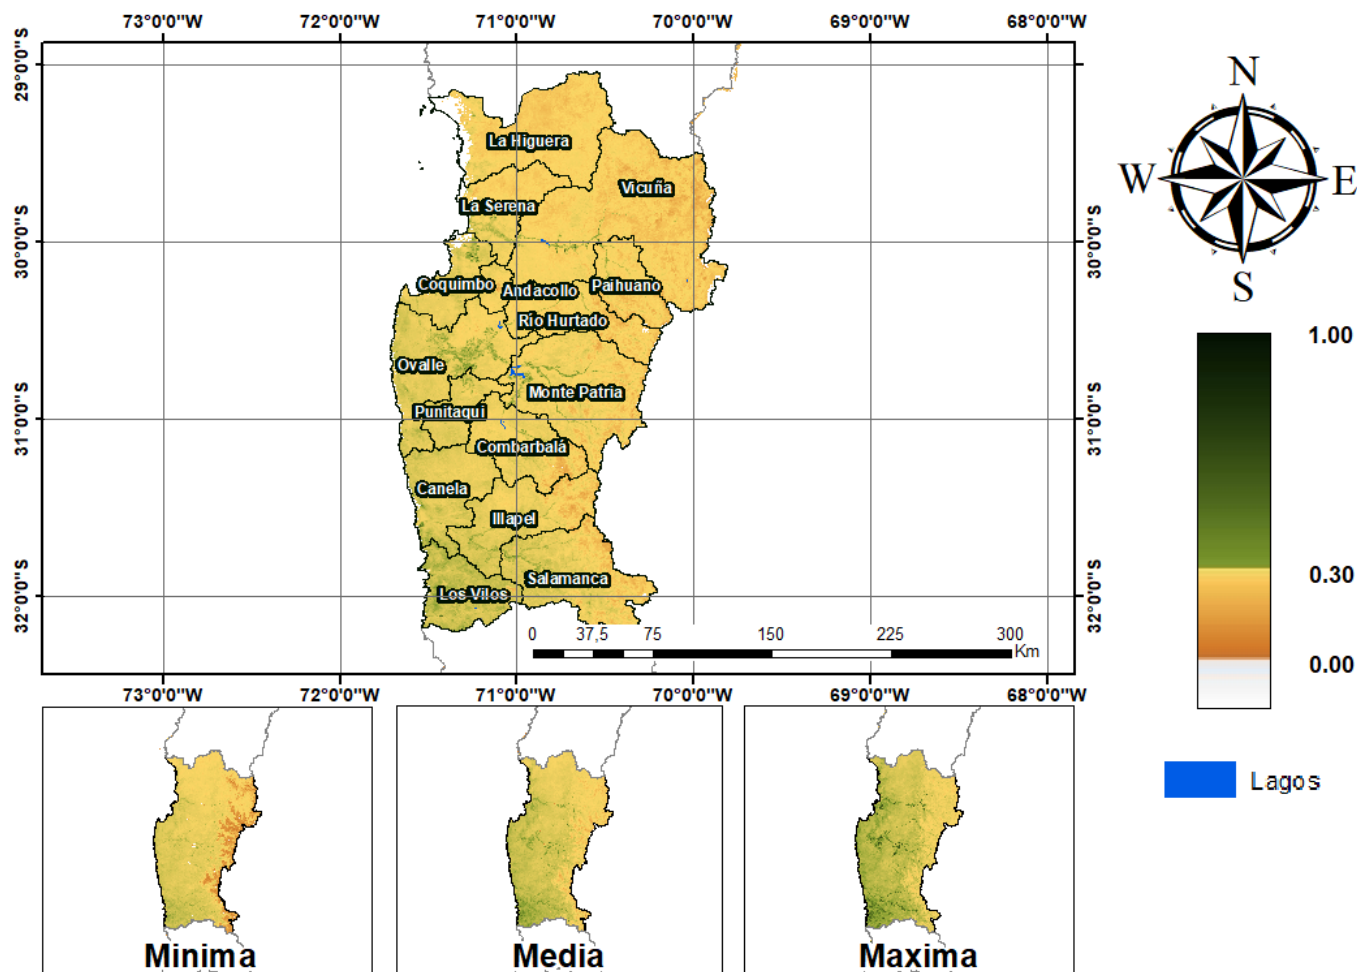 73°0'0"W 72°0'0"W 71°0'0"W 70°0'0"W 69°0'0"W 68°0'0"W
29°0'0"S
30°0'0"S 30°0'0"S
31°0'0"S 31°0'0"S
32°0'0"S 32°0'0"S
La Higuera
Vicuña
La Serena
Coquimbo
Andacollo
Paihuano
Río Hurtado
Ovalle
Monte Patria
Punitaqui
Combarbalá
Canela
Illapel
Salamanca
Los Vilos
0 37,5 75 150 225 300
Km
73°0'0"W 72°0'0"W 71°0'0"W 70°0'0"W 69°0'0"W 68°0'0"W
N
W E
S
1.00
0.30
0.00
Lagos
Minima Media Maxima